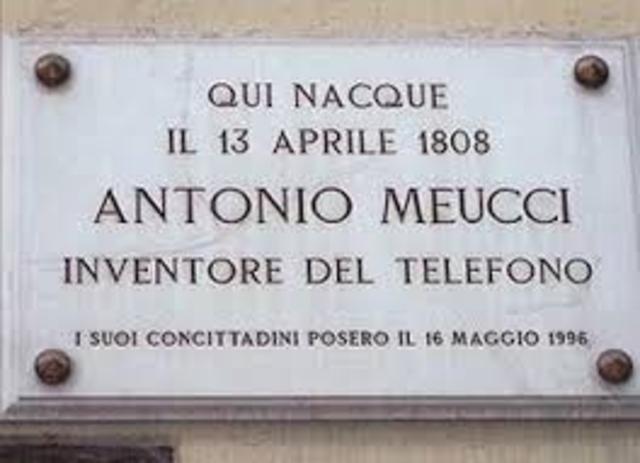 QUI NACQUE
IL 13 APRILE 1808
ANTONIO MEUCCI
INVENTORE DEL TELEFONO
I SUOI CONCITTADINI POSERO IL 16 MAGGIO 1996